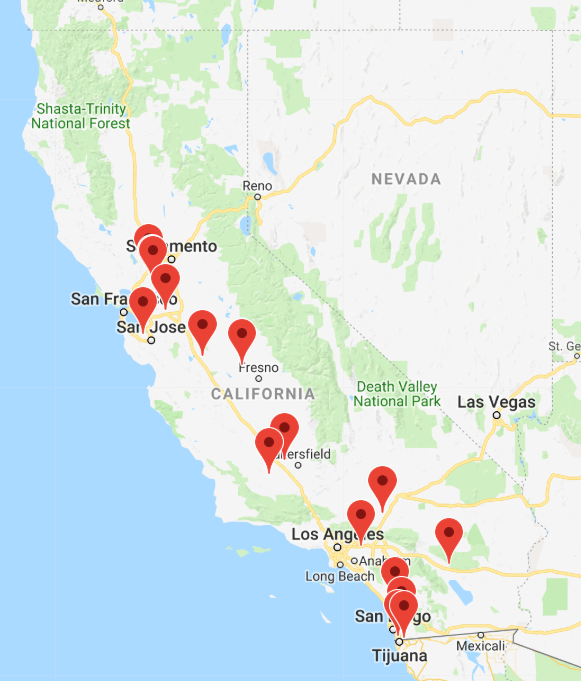 Shasta-Trinity
National Forest
Reno
NEVADA
Sacramento
San Francisco
San Jose
Fresno
CALIFORNIA
Death Valley
National Park
St. Ge
Las Vegas
Bakersfield
Los Angeles
Anaheim
Long Beach
San Diego
Tijuana
Mexicali